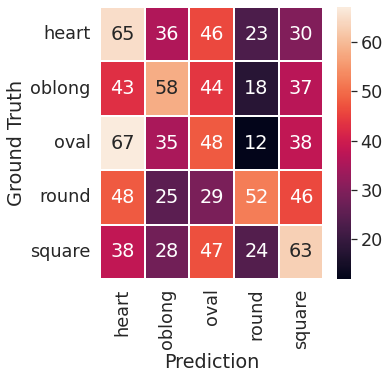 heart 65 36 46 23 30
oblong 43 58 44 18 37
oval 67 35 48 12 38
round 48 25 29 52 46
square 38 28 47 24 63
heart oblong oval round square
Prediction
Ground Truth
60
50
40
30
20